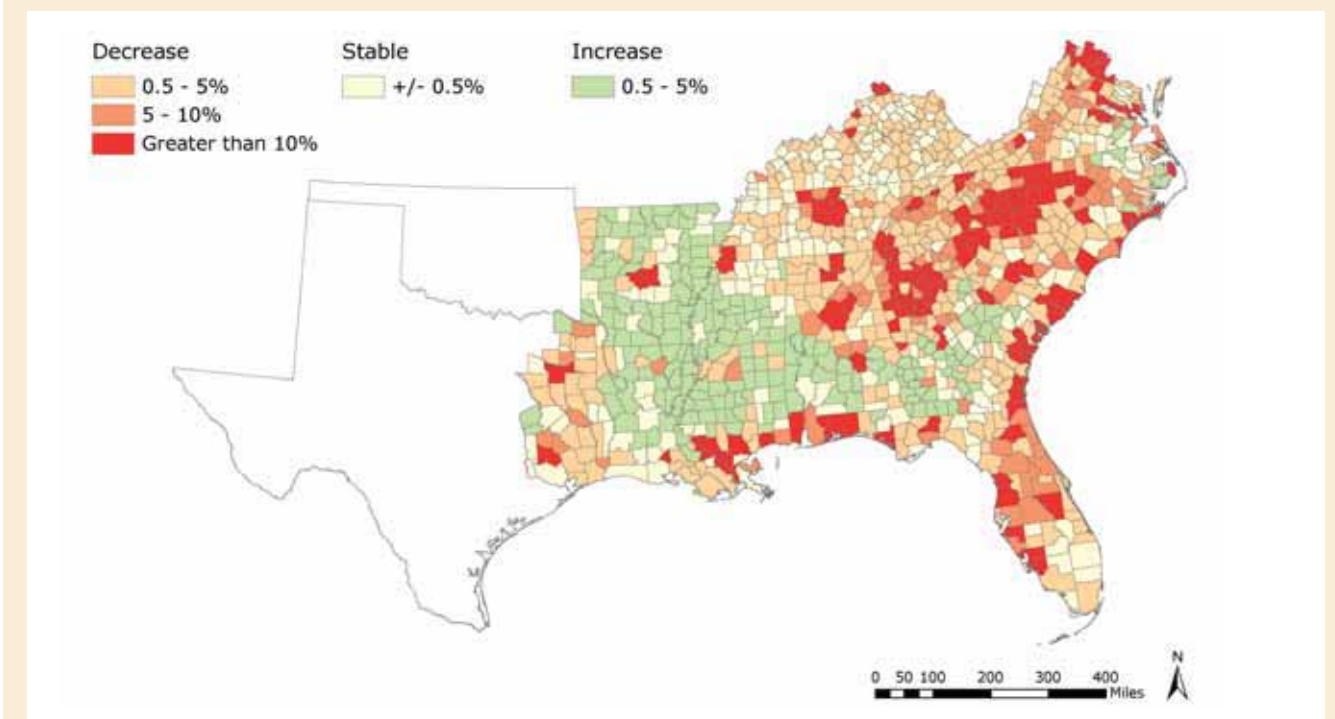 Decrease
0.5 - 5%
5 - 10%
Greater than 10%
Stable
+/- 0.5%
Increase
0.5 - 5%
N
0 50 100 200 300 400
Miles